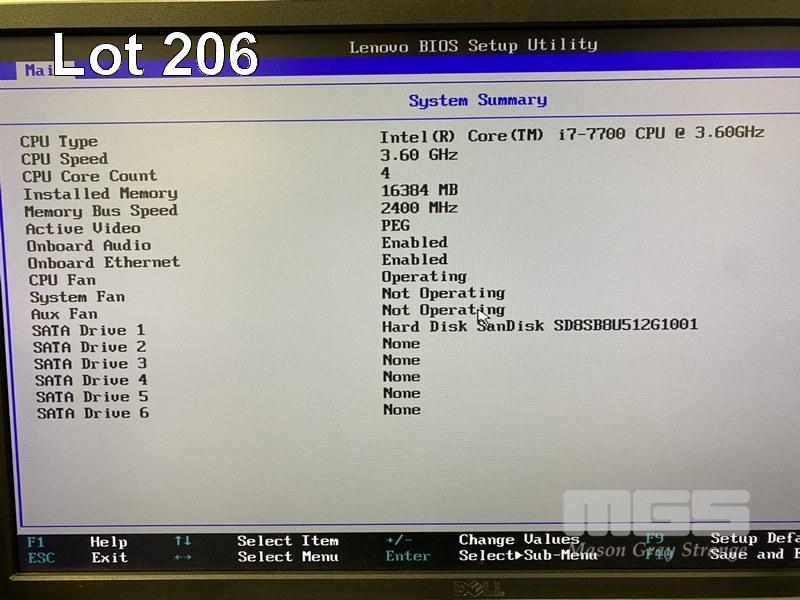 Lot 206
Lenovo BIOS Setup Utility
Main
System Summary
CPU Type Intel(R) Core(TM) i7-7700 CPU @ 3.60GHz
CPU Speed 3.60 GHz
CPU Core Count 4
Installed Memory 16384 MB
Memory Bus Speed 2400 MHz
Active Video PEG
Onboard Audio Enabled
Onboard Ethernet Enabled
CPU Fan Operating
System Fan Not Operating
Aux Fan Not Operating
SATA Drive 1 Hard Disk SanDisk SD8SB8U512G1001
SATA Drive 2 None
SATA Drive 3 None
SATA Drive 4 None
SATA Drive 5 None
SATA Drive 6 None
MGS
Mason Gray Strange
F1 Help ↑↓ Select Item +/- Change Values F9 Setup Defa
ESC Exit ←→ Select Menu Enter Select▶Sub-Menu F10 Save and E
DELL